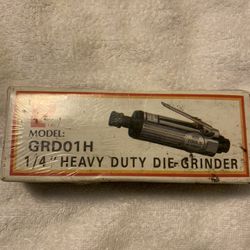 MODEL:
GRD01H
1/4" HEAVY DUTY DIE-GRINDER